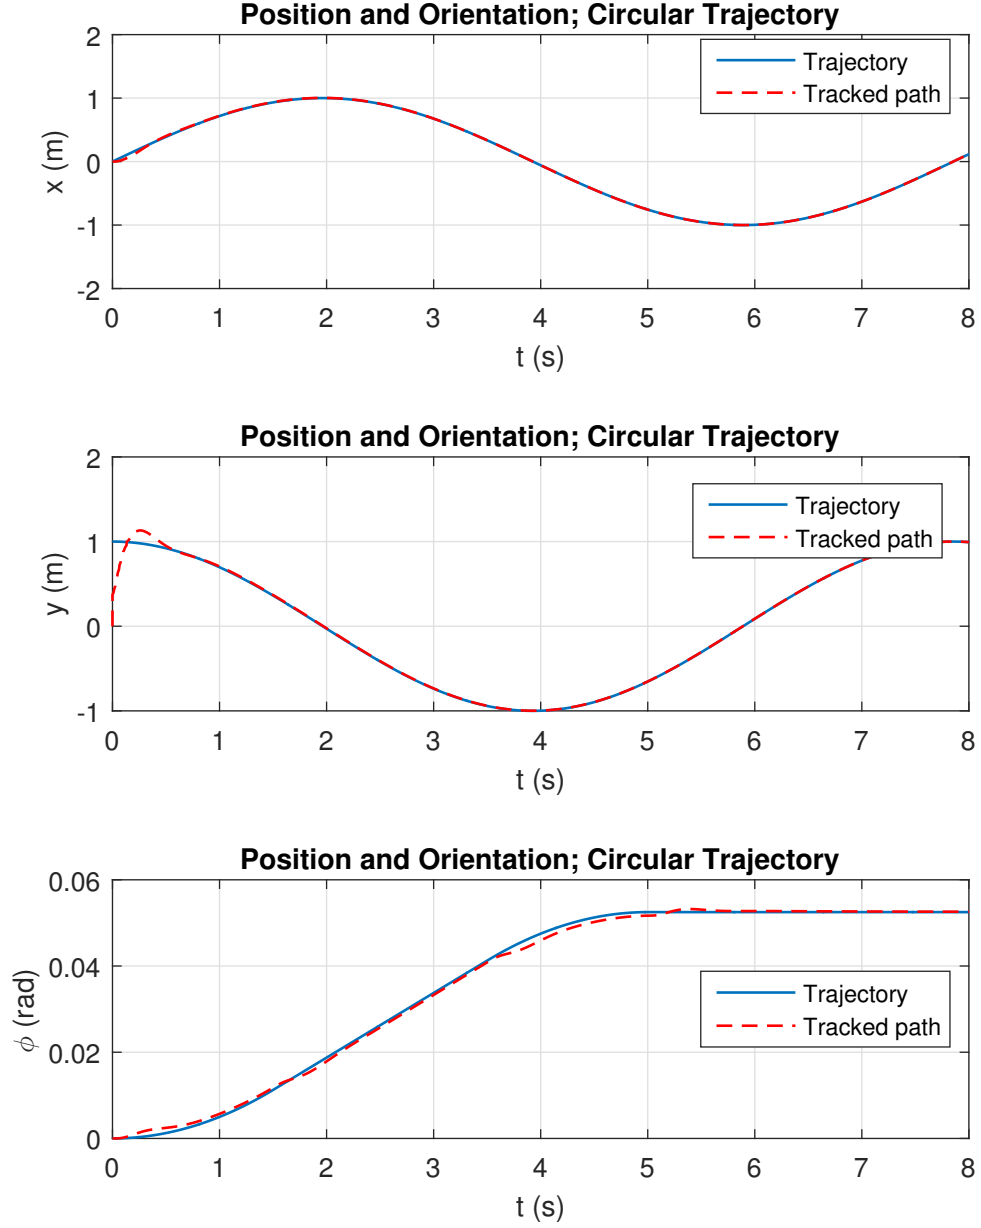 Position and Orientation; Circular Trajectory
2
1
0
-1
-2
x (m)
Trajectory
Tracked path
0 1 2 3 4 5 6 7 8
t (s)
Position and Orientation; Circular Trajectory
2
1
0
-1
y (m)
Trajectory
Tracked path
0 1 2 3 4 5 6 7 8
t (s)
Position and Orientation; Circular Trajectory
0.06
0.04
0.02
0
ϕ (rad)
Trajectory
Tracked path
0 1 2 3 4 5 6 7 8
t (s)